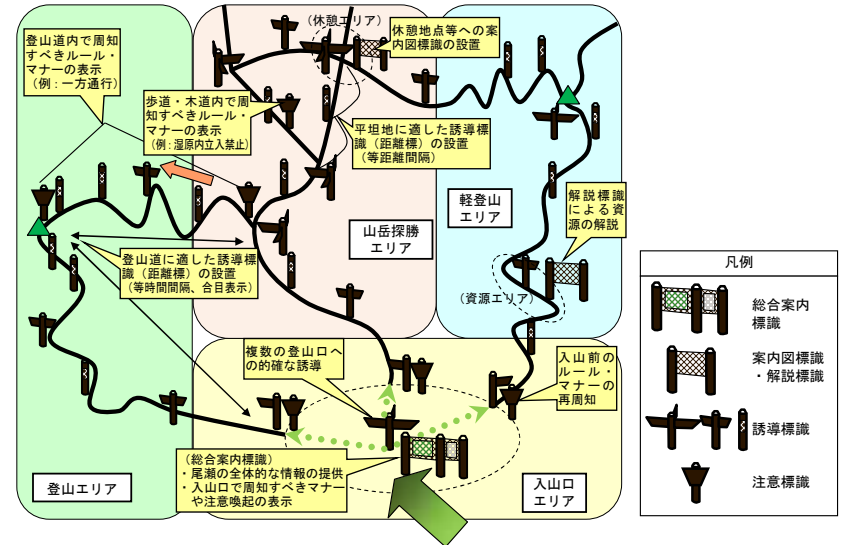 登山道内で周知
すべきルール・
マナーの表示
（例：一方通行）
（休憩エリア）
休憩地点等への案
内図標識の設置
歩道・木道内で周
知すべきルール・
マナーの表示
（例：湿原内立入禁止）
平坦地に適した誘導標
識（距離標）の設置
（等距離間隔）
軽登山
エリア
解説標識
による資
源の解説
山岳探勝
エリア
登山道に適した誘導標
識（距離標）の設置
（等時間間隔、合目表示）
（資源エリア）
複数の登山口へ
の的確な誘導
入山前の
ルール・
マナーの
再周知
（総合案内標識）
・尾瀬の全体的な情報の提供
・入山口で周知すべきマナー
や注意喚起の表示
登山エリア
入山口
エリア
凡例
総合案内
標識
案内図標識
・解説標識
誘導標識
注意標識